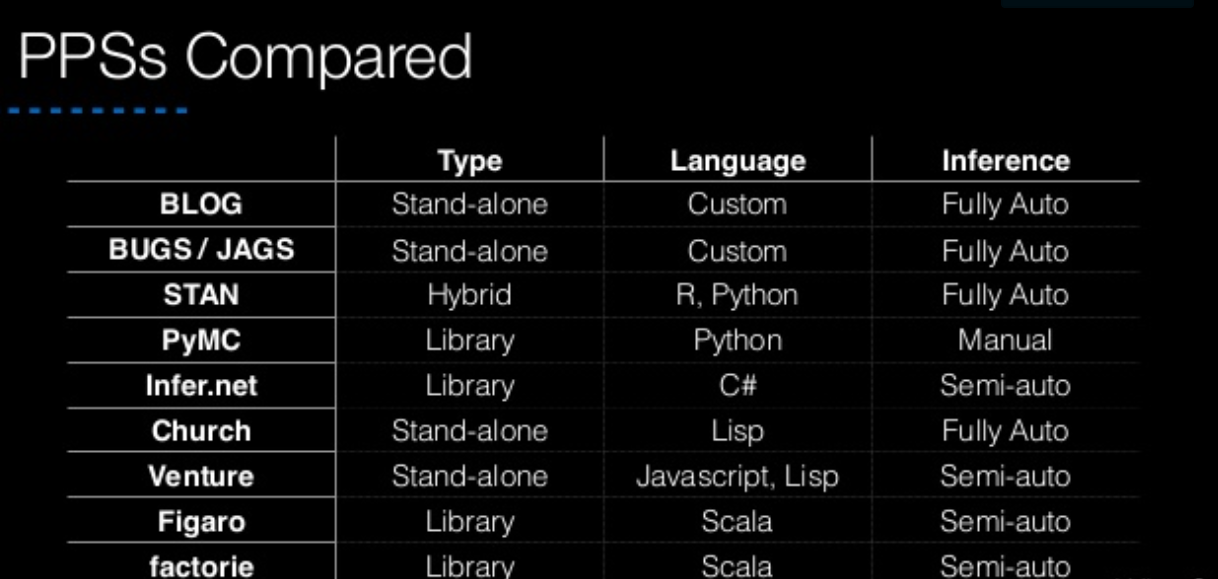 PPSs Compared
Type Language Inference
BLOG Stand-alone Custom Fully Auto
BUGS / JAGS Stand-alone Custom Fully Auto
STAN Hybrid R, Python Fully Auto
PyMC Library Python Manual
Infer.net Library C# Semi-auto
Church Stand-alone Lisp Fully Auto
Venture Stand-alone Javascript, Lisp Semi-auto
Figaro Library Scala Semi-auto
factorie Library Scala Semi-auto